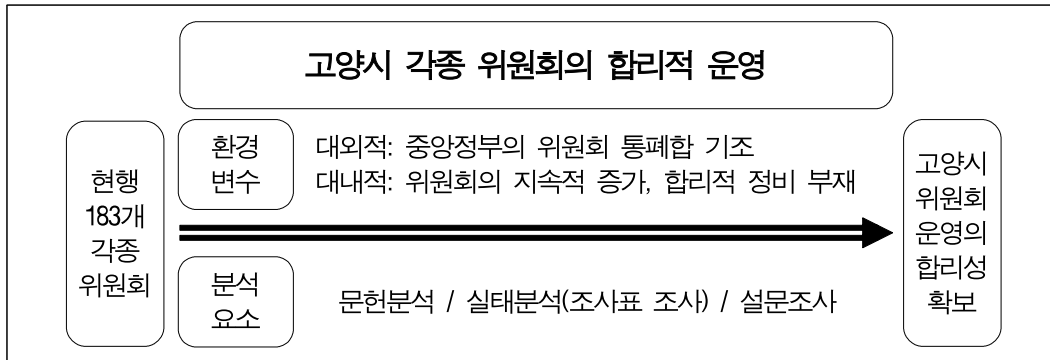 고양시 각종 위원회의 합리적 운영
현행
183개
각종
위원회
환경
변수
대외적: 중앙정부의 위원회 통폐합 기조
대내적: 위원회의 지속적 증가, 합리적 정비 부재
분석
요소
문헌분석 / 실태분석(조사표 조사) / 설문조사
고양시
위원회
운영의
합리성
확보